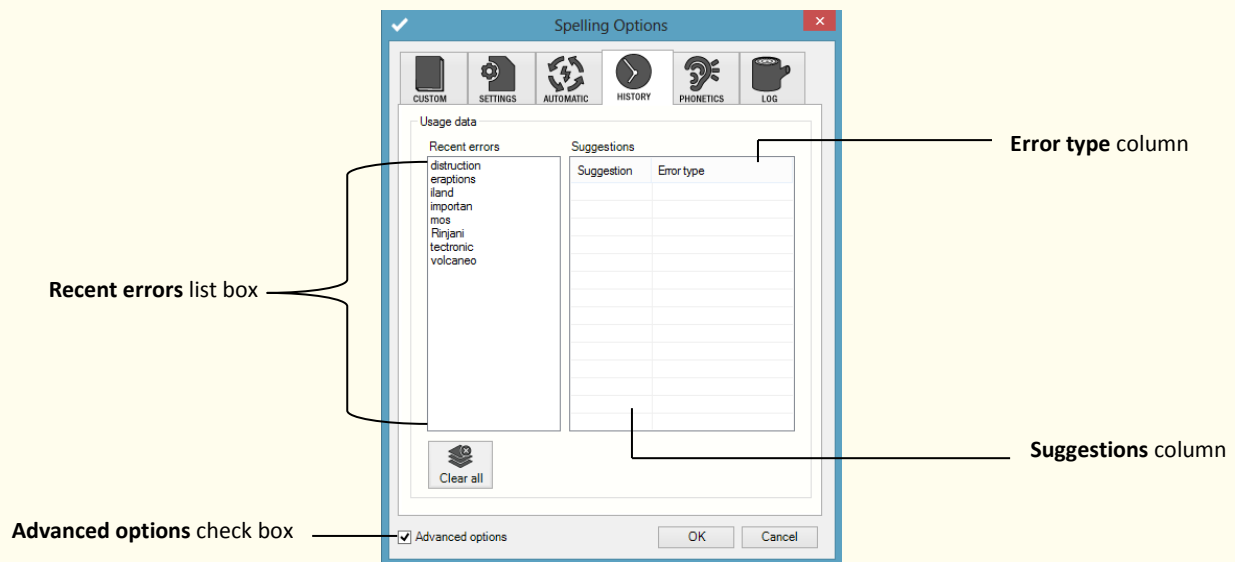 Spelling Options
CUSTOM SETTINGS AUTOMATIC HISTORY PHONETICS LOG
Usage data
Recent errors Suggestions
Error type column
distruction
eraptions
iland
importan
mos
Rinjani
tectronic
volcaneo
Suggestion Error type
Recent errors list box
Suggestions column
Clear all
Advanced options check box
Advanced options OK Cancel